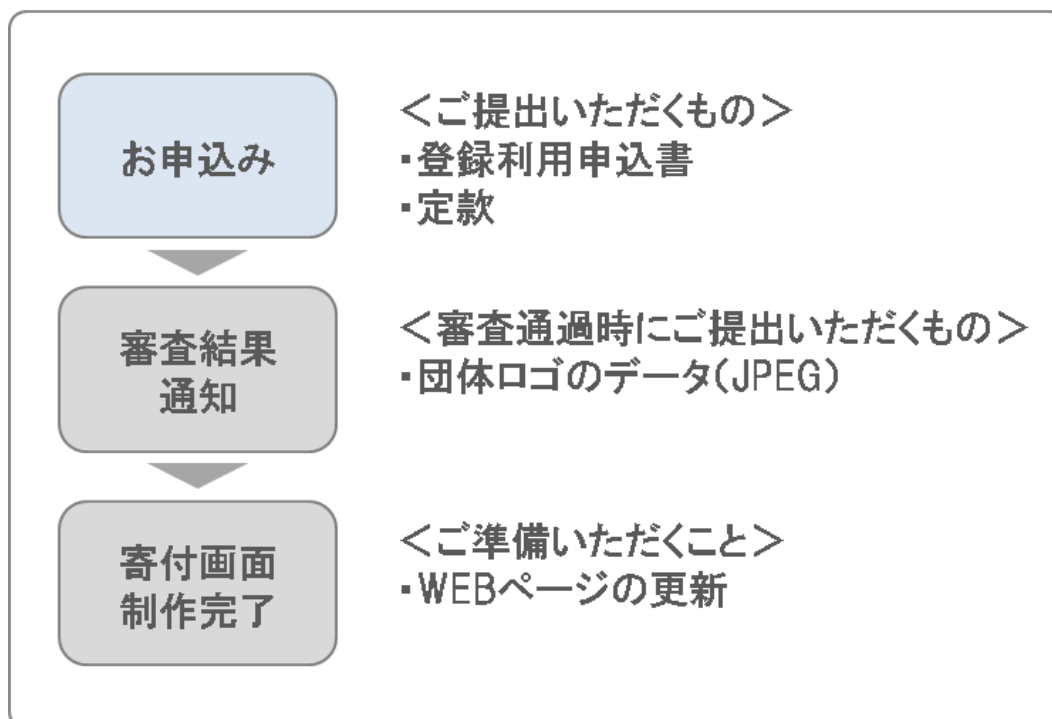 お申込み
＜ご提出いただくもの＞
・登録利用申込書
・定款
審査結果
通知
＜審査通過時にご提出いただくもの＞
・団体ロゴのデータ（JPEG）
寄付画面
制作完了
＜ご準備いただくこと＞
・WEBページの更新